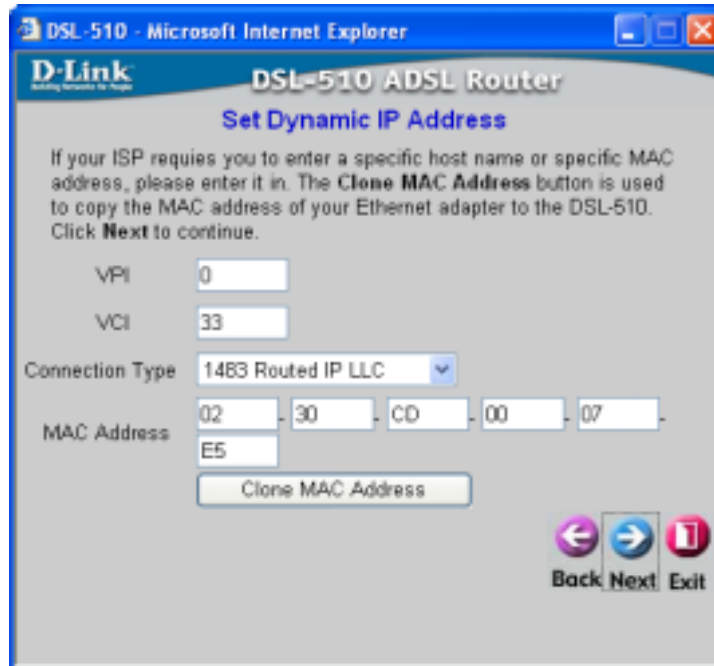 DSL-510 - Microsoft Internet Explorer
D-Link
Building Networks for People
DSL-510 ADSL Router
Set Dynamic IP Address
If your ISP requies you to enter a specific host name or specific MAC
address, please enter it in. The Clone MAC Address button is used
to copy the MAC address of your Ethernet adapter to the DSL-510.
Click Next to continue.
VPI 0
VCI 33
Connection Type 1483 Routed IP LLC
MAC Address 02 - 30 - CD - 00 - 07 -
E5
Clone MAC Address
Back Next Exit